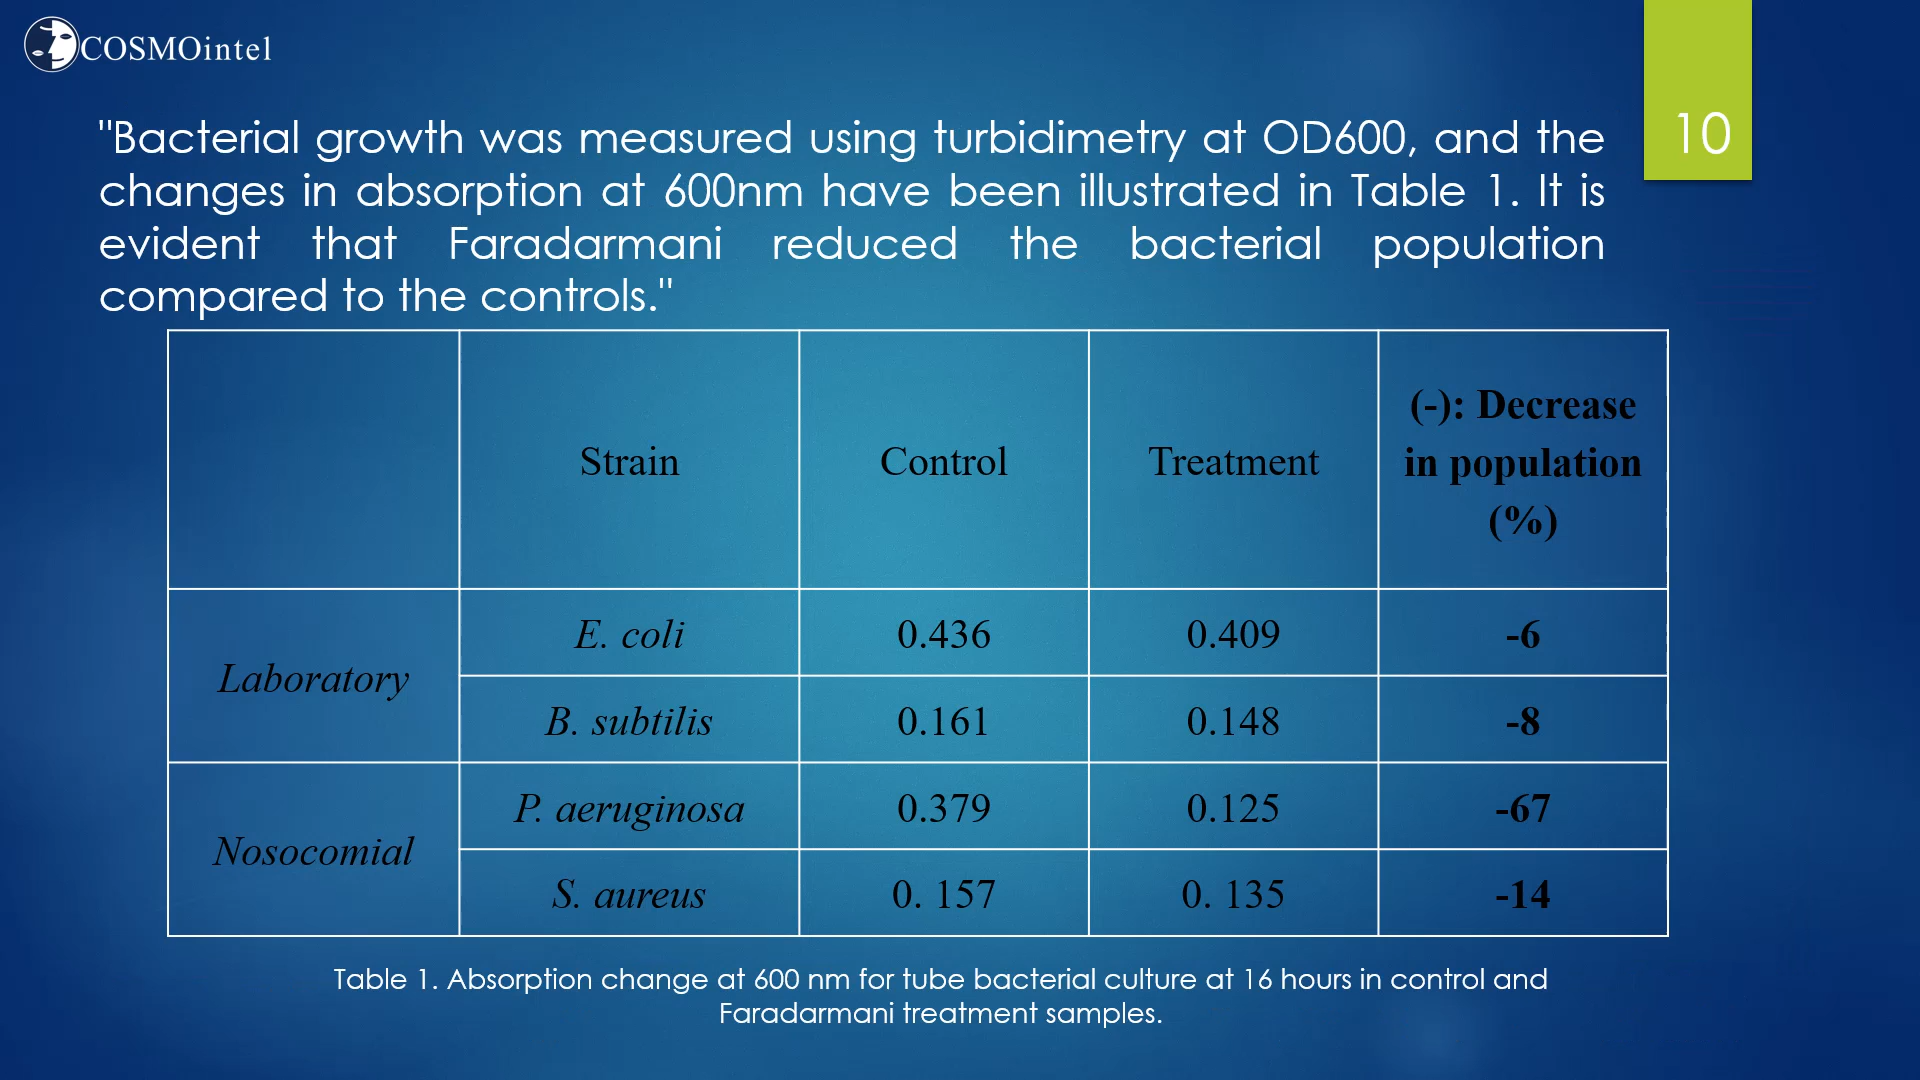 COSMOintel
10
"Bacterial growth was measured using turbidimetry at OD600, and the
changes in absorption at 600nm have been illustrated in Table 1. It is
evident that Faradarmani reduced the bacterial population
compared to the controls."
Strain Control Treatment (-): Decrease
in population
(%)
Laboratory
E. coli 0.436 0.409 -6
B. subtilis 0.161 0.148 -8
Nosocomial
P. aeruginosa 0.379 0.125 -67
S. aureus 0. 157 0. 135 -14
Table 1. Absorption change at 600 nm for tube bacterial culture at 16 hours in control and
Faradarmani treatment samples.